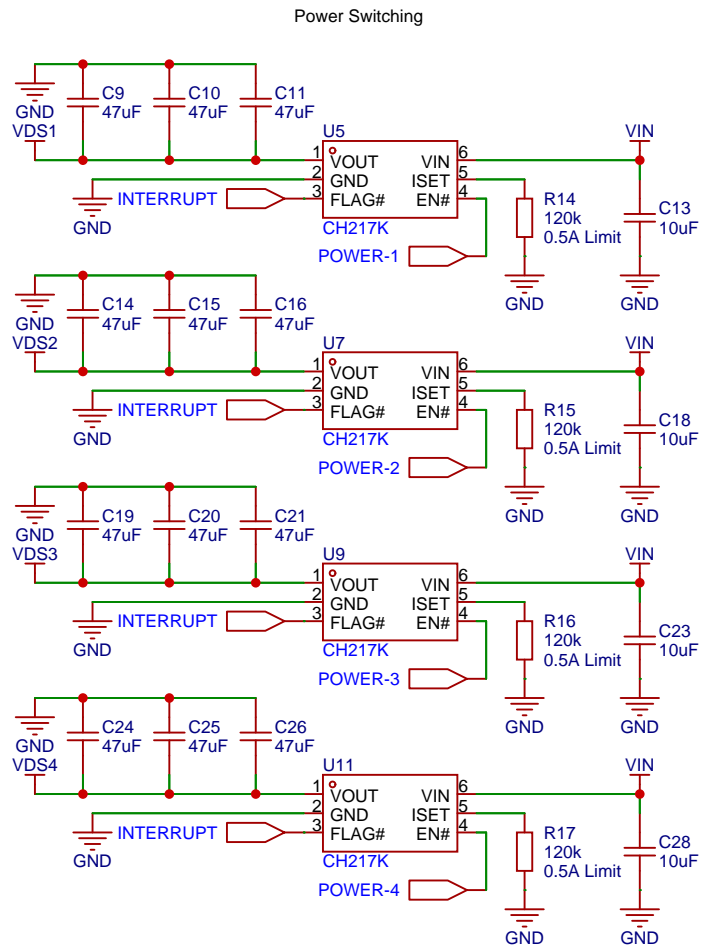 Power Switching
C9
47uF
C10
47uF
C11
47uF
GND
VDS1
U5
1 VOUT VIN 6
2 GND ISET 5
3 FLAG# EN# 4
CH217K
INTERRUPT
GND
POWER-1
R14
120k
0.5A Limit
GND
VIN
C13
10uF
GND
C14
47uF
C15
47uF
C16
47uF
GND
VDS2
U7
1 VOUT VIN 6
2 GND ISET 5
3 FLAG# EN# 4
CH217K
INTERRUPT
GND
POWER-2
R15
120k
0.5A Limit
GND
VIN
C18
10uF
GND
C19
47uF
C20
47uF
C21
47uF
GND
VDS3
U9
1 VOUT VIN 6
2 GND ISET 5
3 FLAG# EN# 4
CH217K
INTERRUPT
GND
POWER-3
R16
120k
0.5A Limit
GND
VIN
C23
10uF
GND
C24
47uF
C25
47uF
C26
47uF
GND
VDS4
U11
1 VOUT VIN 6
2 GND ISET 5
3 FLAG# EN# 4
CH217K
INTERRUPT
GND
POWER-4
R17
120k
0.5A Limit
GND
VIN
C28
10uF
GND